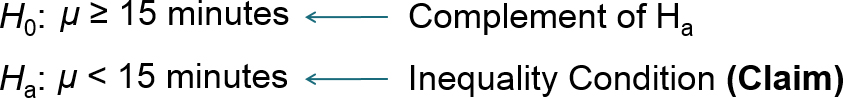 H₀: μ ≥ 15 minutes ← Complement of Hₐ
Hₐ: μ < 15 minutes ← Inequality Condition (Claim)